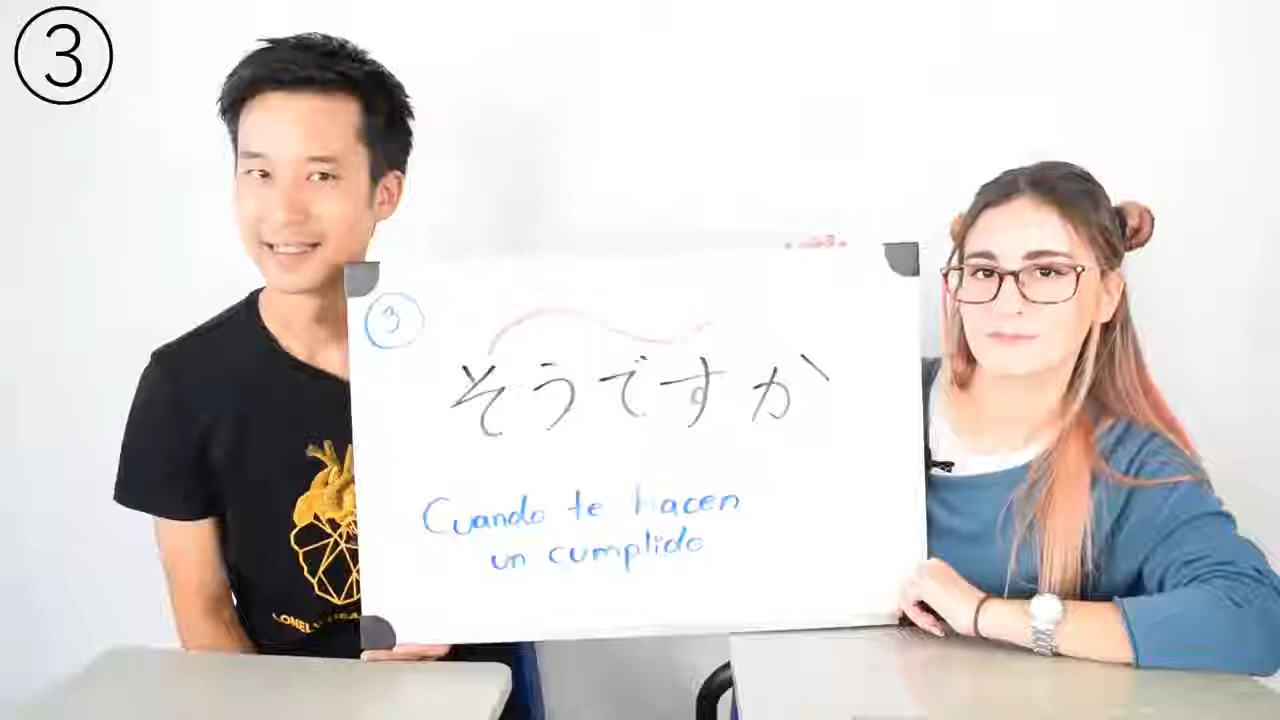 ③
3
そうですか
Cuando te hacen
un cumplido